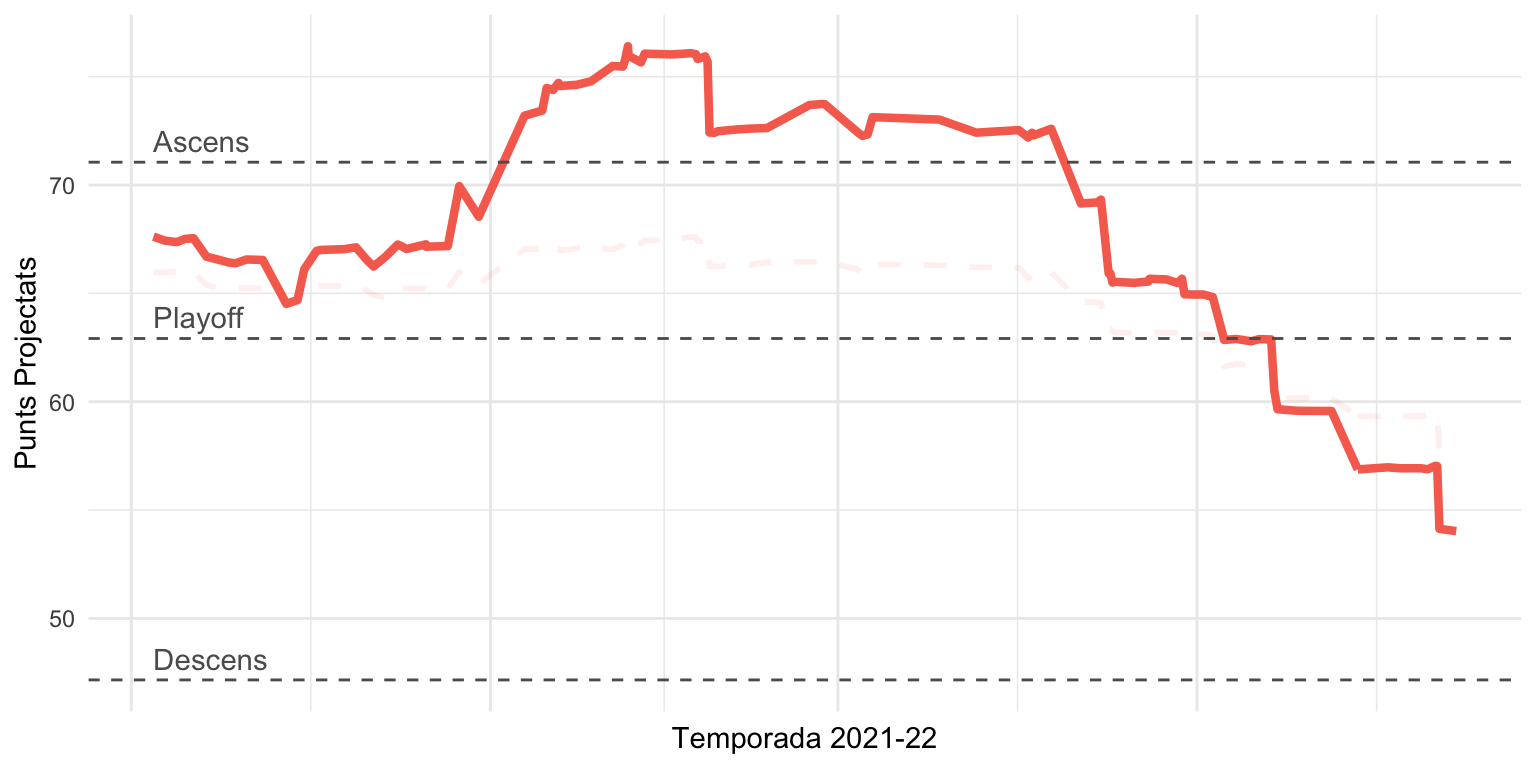 Ascens
70
Playoff
60
50
Descens
Punts Projectats
Temporada 2021-22